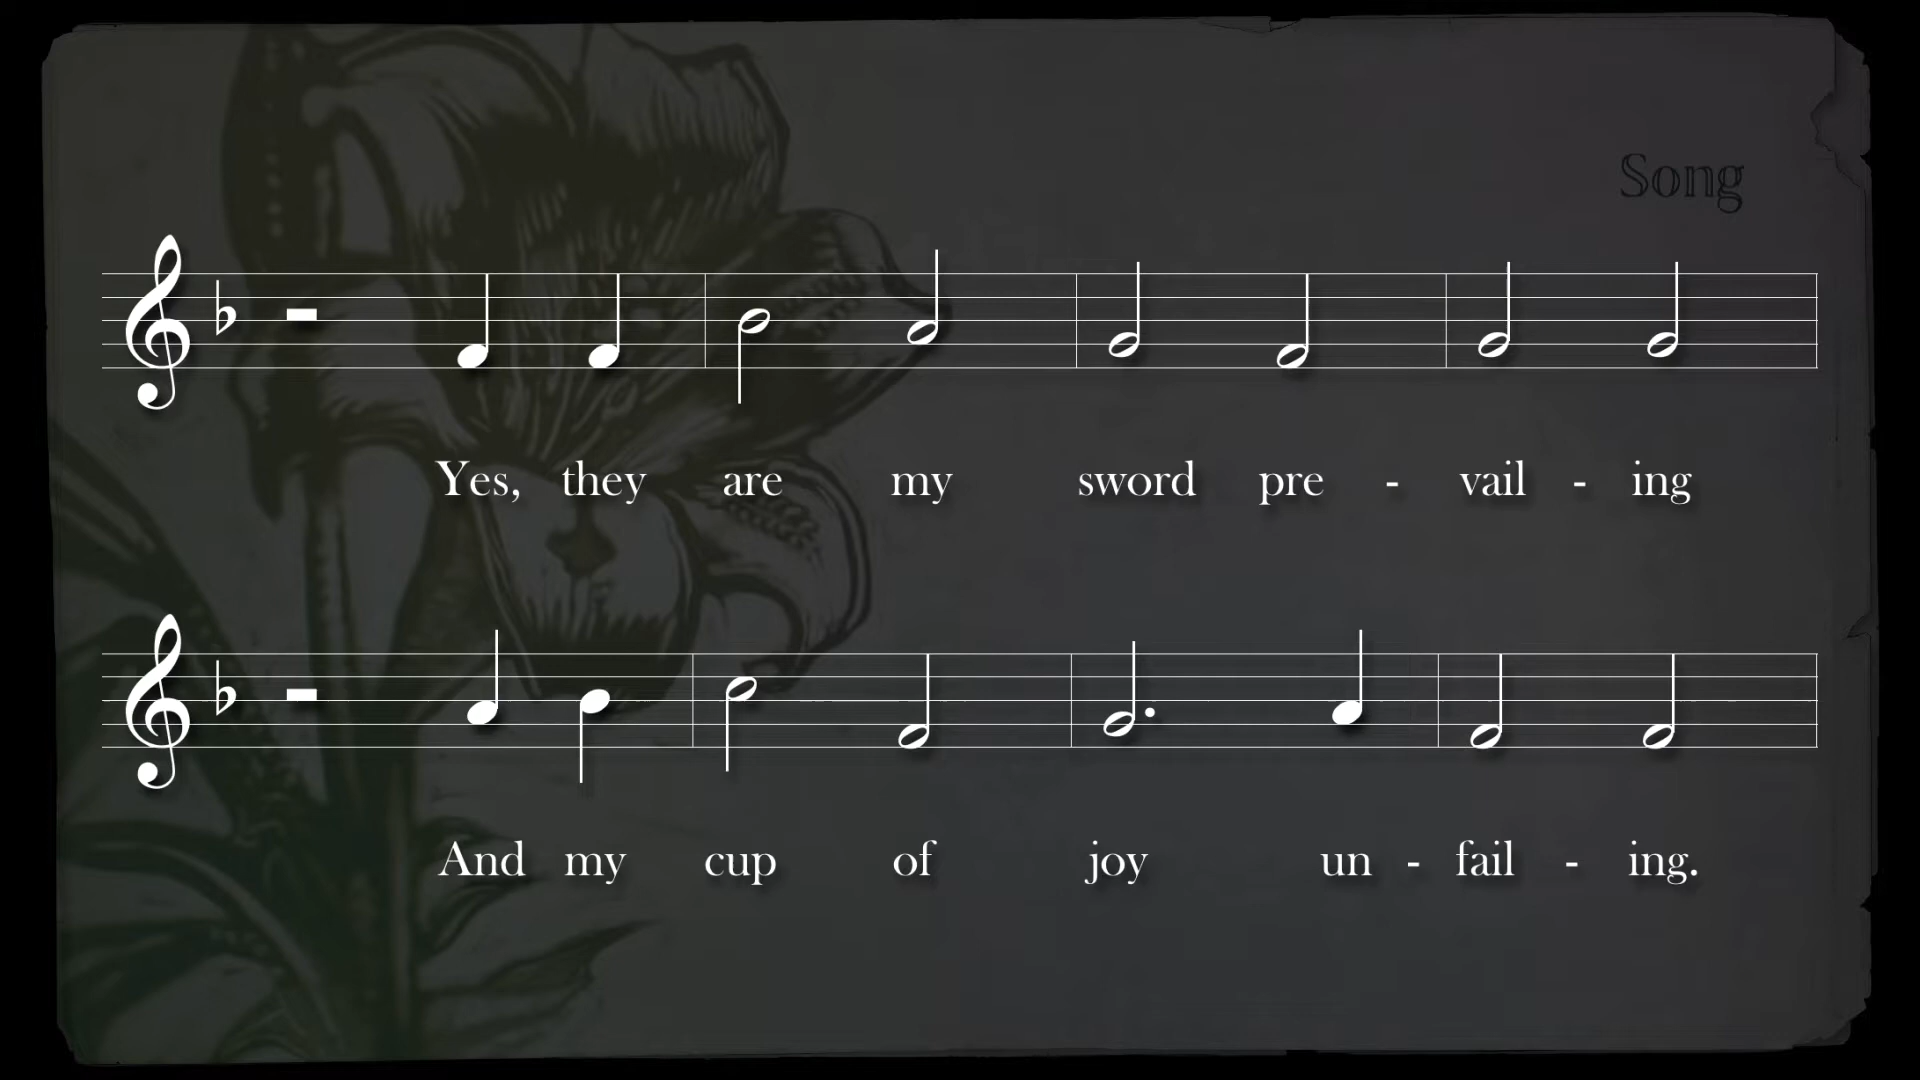 Song
Yes, they are my sword pre - vail - ing
And my cup of joy un - fail - ing.